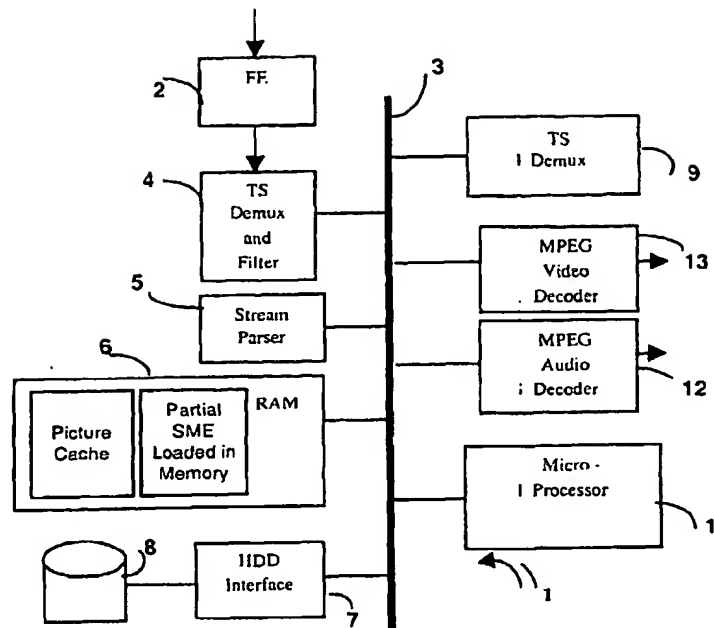 FE
2
3
TS
Demux
and
Filter
4
TS
Demux
9
MPEG
Video
Decoder
13
5
Stream
Parser
MPEG
Audio
Decoder
12
6
RAM
Picture
Cache
Partial
SME
Loaded in
Memory
Micro -
Processor
1
1
8
HDD
Interface
7